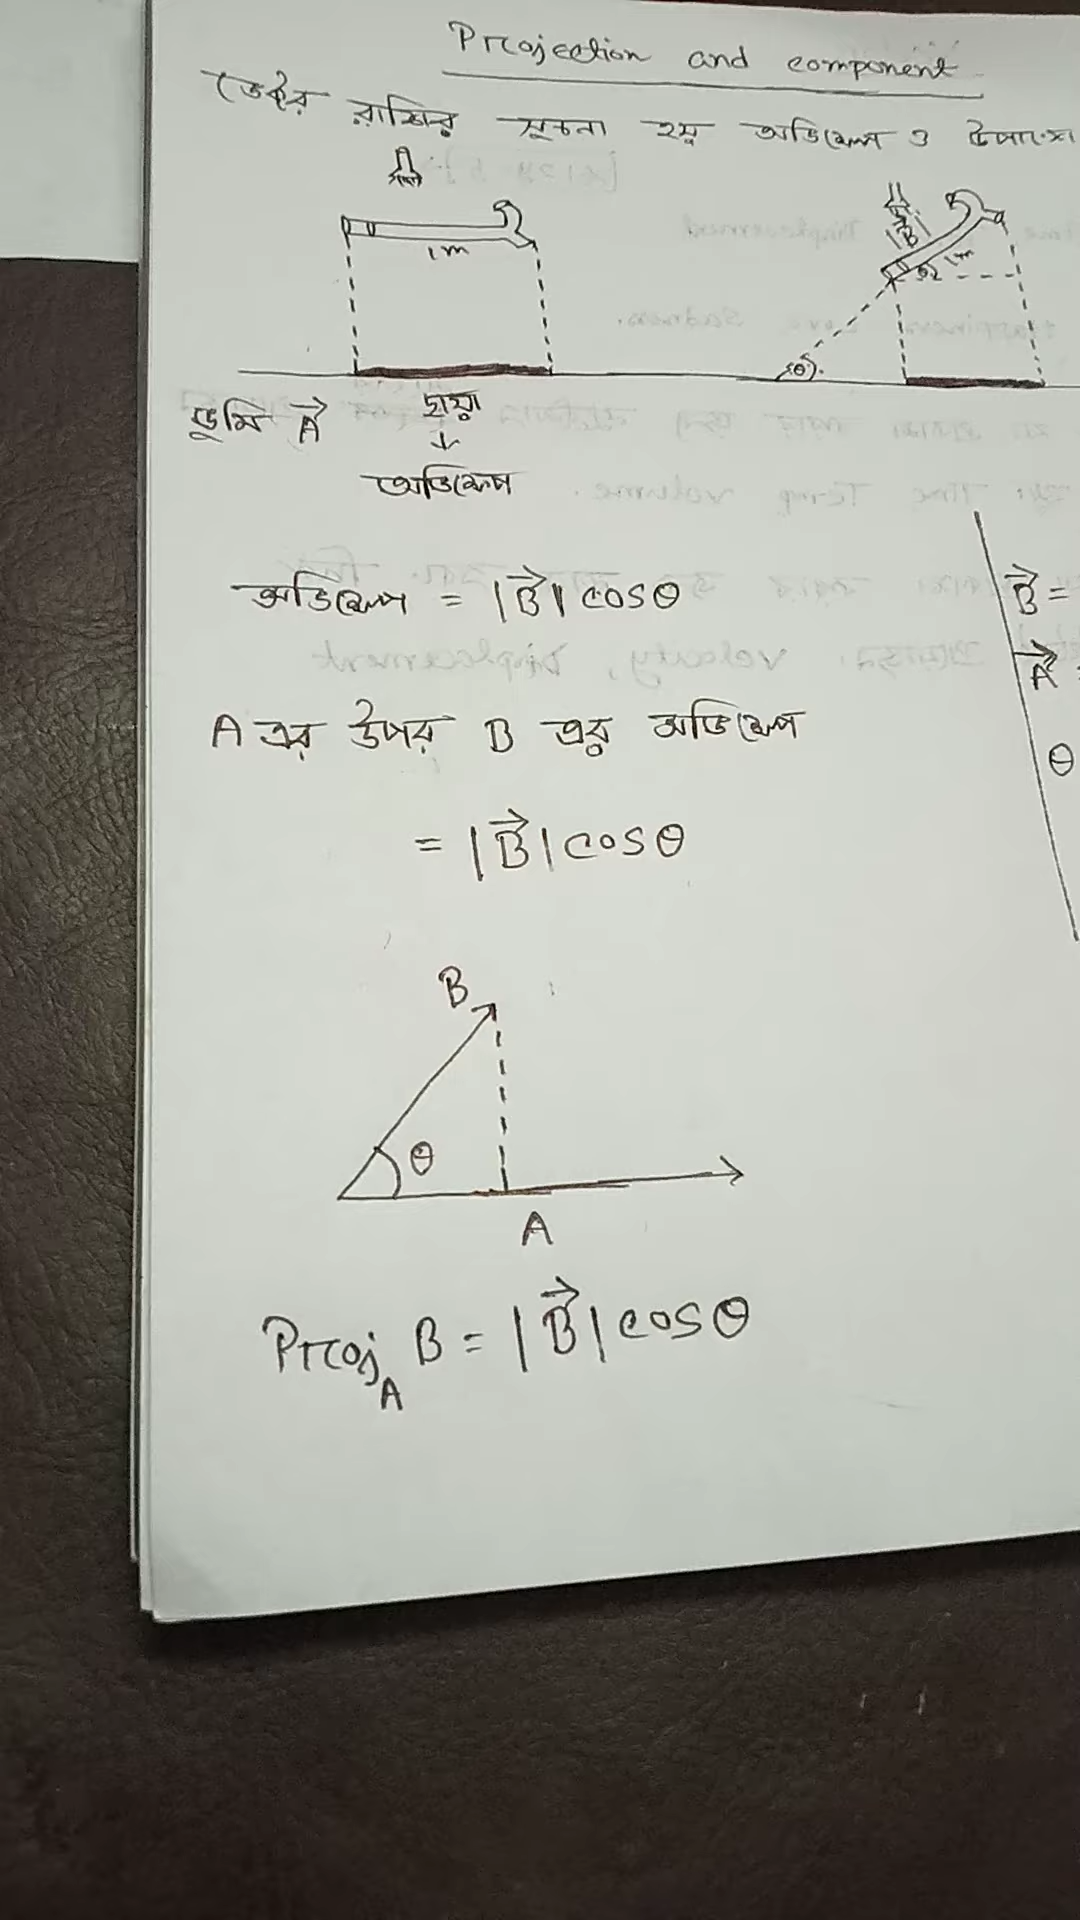 Projection and component
ভেক্টর রাশির সূচনা হয় অভিক্ষেপ ও উপাংশ
1m
|B|
1m
θ
ভূমি A⃗
ছায়া
↓
অভিক্ষেপ
অভিক্ষেপ = |B⃗| cosθ
B⃗ =
A⃗
θ
A এর উপর B এর অভিক্ষেপ
= |B⃗| cosθ
B
θ
A
Proj_A B = |B⃗| cosθ